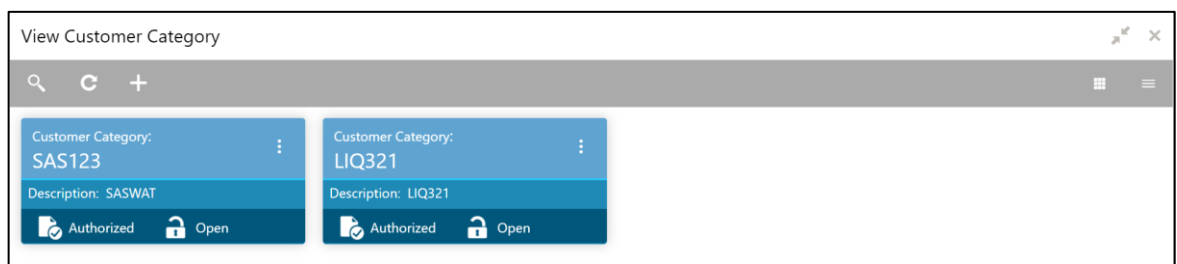 View Customer Category
Customer Category:
SAS123
Description: SASWAT
Authorized Open
Customer Category:
LIQ321
Description: LIQ321
Authorized Open